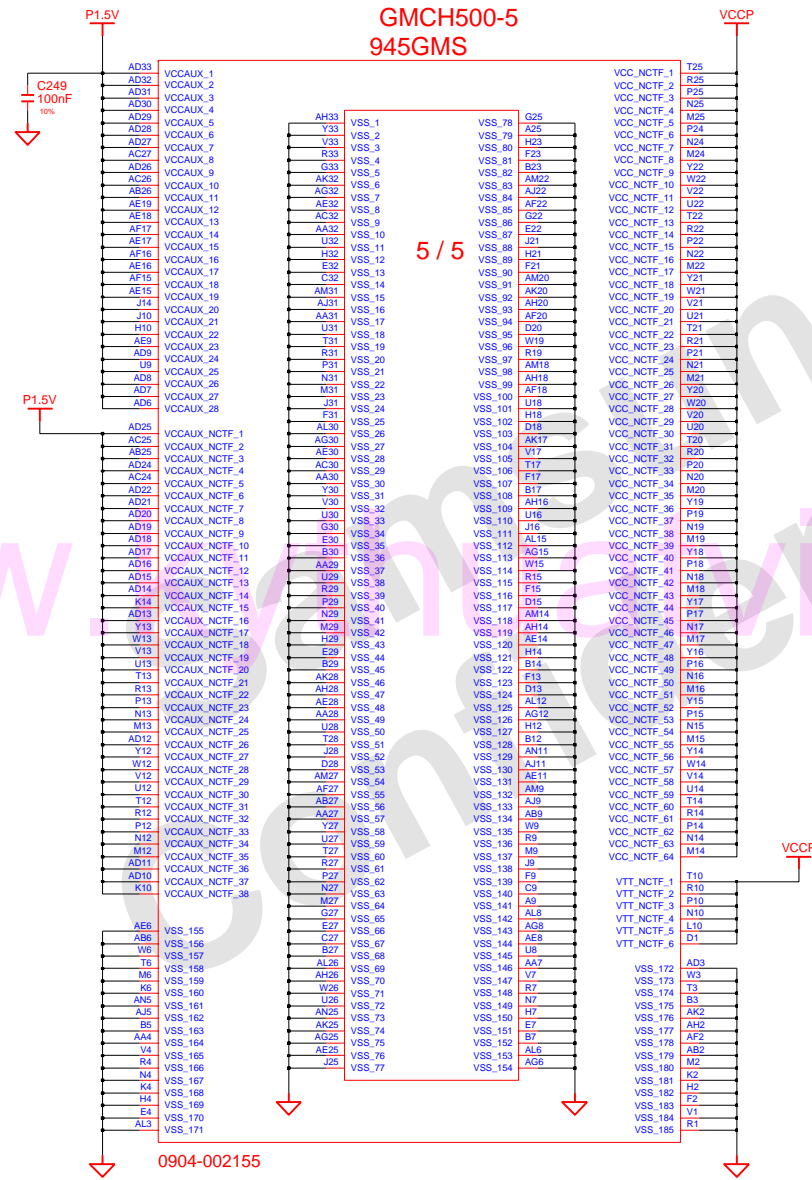 GMCH500-5
945GMS
P1.5V
VCCP
C249
100nF
10%
5 / 5
AD33 VCCAUX_1
AD32 VCCAUX_2
AD31 VCCAUX_3
AD30 VCCAUX_4
AD29 VCCAUX_5
AD28 VCCAUX_6
AD27 VCCAUX_7
AC27 VCCAUX_8
AD26 VCCAUX_9
AC26 VCCAUX_10
AB26 VCCAUX_11
AE19 VCCAUX_12
AE18 VCCAUX_13
AF17 VCCAUX_14
AE17 VCCAUX_15
AF16 VCCAUX_16
AE16 VCCAUX_17
AF15 VCCAUX_18
AE15 VCCAUX_19
J14 VCCAUX_20
J10 VCCAUX_21
H10 VCCAUX_22
AE9 VCCAUX_23
AD9 VCCAUX_24
U9 VCCAUX_25
AD8 VCCAUX_26
AD7 VCCAUX_27
AD6 VCCAUX_28
P1.5V
AD25 VCCAUX_NCTF_1
AC25 VCCAUX_NCTF_2
AB25 VCCAUX_NCTF_3
AD24 VCCAUX_NCTF_4
AC24 VCCAUX_NCTF_5
AD22 VCCAUX_NCTF_6
AD21 VCCAUX_NCTF_7
AD20 VCCAUX_NCTF_8
AD19 VCCAUX_NCTF_9
AD18 VCCAUX_NCTF_10
AD17 VCCAUX_NCTF_11
AD16 VCCAUX_NCTF_12
AD15 VCCAUX_NCTF_13
AD14 VCCAUX_NCTF_14
K14 VCCAUX_NCTF_15
AD13 VCCAUX_NCTF_16
Y13 VCCAUX_NCTF_17
W13 VCCAUX_NCTF_18
V13 VCCAUX_NCTF_19
U13 VCCAUX_NCTF_20
T13 VCCAUX_NCTF_21
R13 VCCAUX_NCTF_22
P13 VCCAUX_NCTF_23
N13 VCCAUX_NCTF_24
M13 VCCAUX_NCTF_25
AD12 VCCAUX_NCTF_26
Y12 VCCAUX_NCTF_27
W12 VCCAUX_NCTF_28
V12 VCCAUX_NCTF_29
U12 VCCAUX_NCTF_30
T12 VCCAUX_NCTF_31
R12 VCCAUX_NCTF_32
P12 VCCAUX_NCTF_33
N12 VCCAUX_NCTF_34
M12 VCCAUX_NCTF_35
AD11 VCCAUX_NCTF_36
AD10 VCCAUX_NCTF_37
K10 VCCAUX_NCTF_38
AE6 VSS_155
AB6 VSS_156
W6 VSS_157
T6 VSS_158
M6 VSS_159
K6 VSS_160
AN5 VSS_161
AJ5 VSS_162
B5 VSS_163
AA4 VSS_164
V4 VSS_165
R4 VSS_166
N4 VSS_167
K4 VSS_168
H4 VSS_169
E4 VSS_170
AL3 VSS_171
AH33 VSS_1
Y33 VSS_2
V33 VSS_3
R33 VSS_4
G33 VSS_5
AK32 VSS_6
AG32 VSS_7
AE32 VSS_8
AC32 VSS_9
AA32 VSS_10
U32 VSS_11
H32 VSS_12
E32 VSS_13
C32 VSS_14
AM31 VSS_15
AJ31 VSS_16
AA31 VSS_17
U31 VSS_18
T31 VSS_19
R31 VSS_20
P31 VSS_21
N31 VSS_22
M31 VSS_23
J31 VSS_24
F31 VSS_25
AL30 VSS_26
AG30 VSS_27
AE30 VSS_28
AC30 VSS_29
AA30 VSS_30
Y30 VSS_31
V30 VSS_32
U30 VSS_33
G30 VSS_34
E30 VSS_35
B30 VSS_36
AA29 VSS_37
U29 VSS_38
R29 VSS_39
P29 VSS_40
N29 VSS_41
M29 VSS_42
H29 VSS_43
E29 VSS_44
B29 VSS_45
AK28 VSS_46
AH28 VSS_47
AE28 VSS_48
AA28 VSS_49
U28 VSS_50
T28 VSS_51
J28 VSS_52
D28 VSS_53
AM27 VSS_54
AF27 VSS_55
AB27 VSS_56
AA27 VSS_57
Y27 VSS_58
U27 VSS_59
T27 VSS_60
R27 VSS_61
P27 VSS_62
N27 VSS_63
M27 VSS_64
G27 VSS_65
E27 VSS_66
C27 VSS_67
B27 VSS_68
AL26 VSS_69
AH26 VSS_70
W26 VSS_71
U26 VSS_72
AN25 VSS_73
AK25 VSS_74
AG25 VSS_75
AE25 VSS_76
J25 VSS_77
VSS_78 G25
VSS_79 A25
VSS_80 H23
VSS_81 F23
VSS_82 B23
VSS_83 AM22
VSS_84 AJ22
VSS_85 AF22
VSS_86 G22
VSS_87 E22
VSS_88 J21
VSS_89 H21
VSS_90 F21
VSS_91 AM20
VSS_92 AK20
VSS_93 AH20
VSS_94 AF20
VSS_95 D20
VSS_96 W19
VSS_97 R19
VSS_98 AM18
VSS_99 AH18
VSS_100 AF18
VSS_101 U18
VSS_102 H18
VSS_103 D18
VSS_104 AK17
VSS_105 V17
VSS_106 T17
VSS_107 F17
VSS_108 B17
VSS_109 AH16
VSS_110 U16
VSS_111 J16
VSS_112 AL15
VSS_113 AG15
VSS_114 W15
VSS_115 R15
VSS_116 F15
VSS_117 D15
VSS_118 AM14
VSS_119 AH14
VSS_120 AE14
VSS_121 H14
VSS_122 B14
VSS_123 F13
VSS_124 D13
VSS_125 AL12
VSS_126 AG12
VSS_127 H12
VSS_128 B12
VSS_129 AN11
VSS_130 AJ11
VSS_131 AE11
VSS_132 AM9
VSS_133 AJ9
VSS_134 AB9
VSS_135 W9
VSS_136 R9
VSS_137 M9
VSS_138 J9
VSS_139 F9
VSS_140 C9
VSS_141 A9
VSS_142 AL8
VSS_143 AG8
VSS_144 AE8
VSS_145 U8
VSS_146 AA7
VSS_147 V7
VSS_148 R7
VSS_149 N7
VSS_150 H7
VSS_151 E7
VSS_152 B7
VSS_153 AL6
VSS_154 AG6
VCC_NCTF_1 T25
VCC_NCTF_2 R25
VCC_NCTF_3 P25
VCC_NCTF_4 N25
VCC_NCTF_5 M25
VCC_NCTF_6 P24
VCC_NCTF_7 N24
VCC_NCTF_8 M24
VCC_NCTF_9 Y22
VCC_NCTF_10 W22
VCC_NCTF_11 V22
VCC_NCTF_12 U22
VCC_NCTF_13 T22
VCC_NCTF_14 R22
VCC_NCTF_15 P22
VCC_NCTF_16 N22
VCC_NCTF_17 M22
VCC_NCTF_18 Y21
VCC_NCTF_19 W21
VCC_NCTF_20 V21
VCC_NCTF_21 U21
VCC_NCTF_22 T21
VCC_NCTF_23 R21
VCC_NCTF_24 P21
VCC_NCTF_25 N21
VCC_NCTF_26 M21
VCC_NCTF_27 Y20
VCC_NCTF_28 W20
VCC_NCTF_29 V20
VCC_NCTF_30 U20
VCC_NCTF_31 T20
VCC_NCTF_32 R20
VCC_NCTF_33 P20
VCC_NCTF_34 N20
VCC_NCTF_35 M20
VCC_NCTF_36 Y19
VCC_NCTF_37 P19
VCC_NCTF_38 N19
VCC_NCTF_39 M19
VCC_NCTF_40 Y18
VCC_NCTF_41 P18
VCC_NCTF_42 N18
VCC_NCTF_43 M18
VCC_NCTF_44 Y17
VCC_NCTF_45 P17
VCC_NCTF_46 N17
VCC_NCTF_47 M17
VCC_NCTF_48 Y16
VCC_NCTF_49 P16
VCC_NCTF_50 N16
VCC_NCTF_51 M16
VCC_NCTF_52 Y15
VCC_NCTF_53 P15
VCC_NCTF_54 N15
VCC_NCTF_55 M15
VCC_NCTF_56 Y14
VCC_NCTF_57 W14
VCC_NCTF_58 V14
VCC_NCTF_59 U14
VCC_NCTF_60 T14
VCC_NCTF_61 R14
VCC_NCTF_62 P14
VCC_NCTF_63 N14
VCC_NCTF_64 M14
VCCP
VTT_NCTF_1 T10
VTT_NCTF_2 R10
VTT_NCTF_3 P10
VTT_NCTF_4 N10
VTT_NCTF_5 L10
VTT_NCTF_6 D1
VSS_172 AD3
VSS_173 W3
VSS_174 T3
VSS_175 B3
VSS_176 AK2
VSS_177 AH2
VSS_178 AF2
VSS_179 AB2
VSS_180 M2
VSS_181 K2
VSS_182 H2
VSS_183 F2
VSS_184 V1
VSS_185 R1
0904-002155